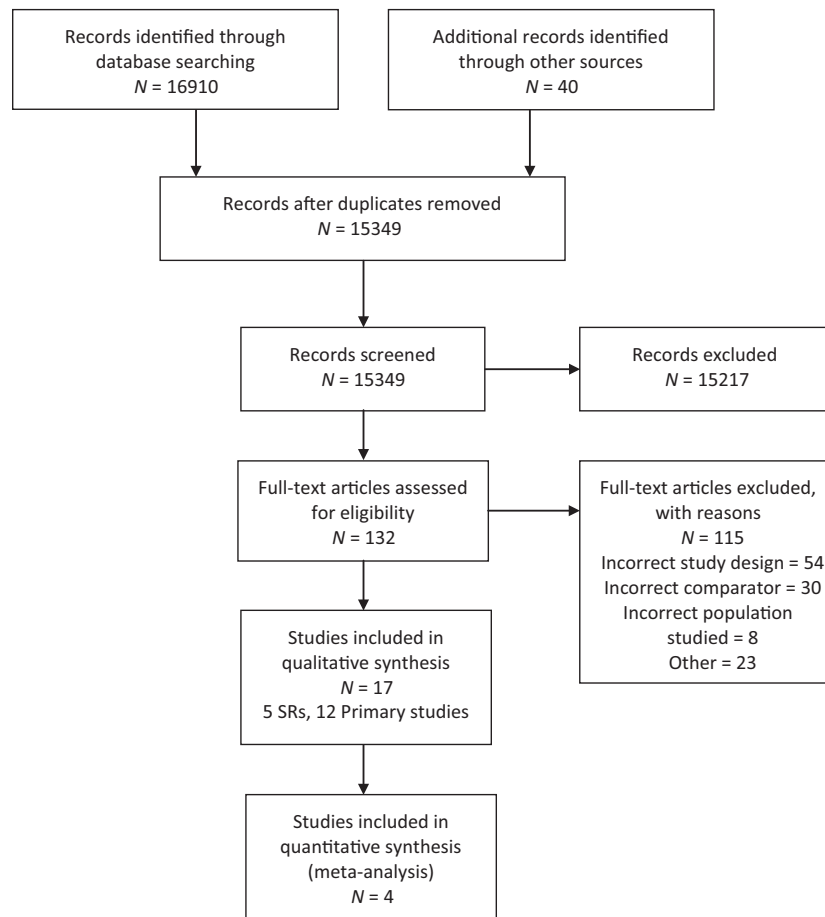 Records identified through
database searching
N = 16910
Additional records identified
through other sources
N = 40
Records after duplicates removed
N = 15349
Records screened
N = 15349
Records excluded
N = 15217
Full-text articles assessed
for eligibility
N = 132
Full-text articles excluded,
with reasons
N = 115
Incorrect study design = 54
Incorrect comparator = 30
Incorrect population
studied = 8
Other = 23
Studies included in
qualitative synthesis
N = 17
5 SRs, 12 Primary studies
Studies included in
quantitative synthesis
(meta-analysis)
N = 4